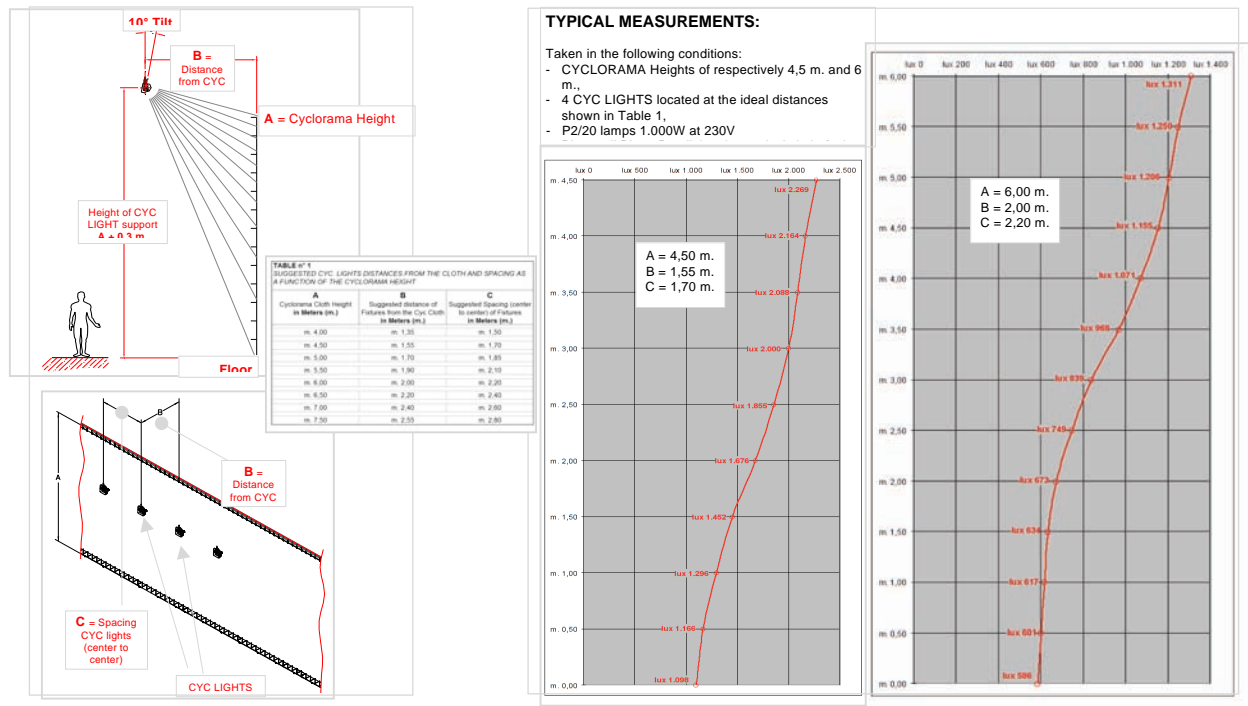 10° Tilt
B =
Distance
from CYC
A = Cyclorama Height
Height of CYC
LIGHT support
A + 0,3 m
Floor
TABLE n° 1
SUGGESTED CYC. LIGHTS DISTANCES FROM THE CLOTH AND SPACING AS
A FUNCTION OF THE CYCLORAMA HEIGHT
A B C
Cyclorama Cloth Height Suggested distance of Suggested Spacing (center
in Meters (m.) Fixtures from the Cyc Cloth to center) of Fixtures
in Meters (m.) in Meters (m.)
m. 4,00 m. 1,35 m. 1,50
m. 4,50 m. 1,55 m. 1,70
m. 5,00 m. 1,70 m. 1,85
m. 5,50 m. 1,90 m. 2,10
m. 6,00 m. 2,00 m. 2,20
m. 6,50 m. 2,20 m. 2,40
m. 7,00 m. 2,40 m. 2,60
m. 7,50 m. 2,55 m. 2,80
A
B
B =
Distance
from CYC
C = Spacing
CYC lights
(center to
center)
CYC LIGHTS
TYPICAL MEASUREMENTS:
Taken in the following conditions:
- CYCLORAMA Heights of respectively 4,5 m. and 6
m.,
- 4 CYC LIGHTS located at the ideal distances
shown in Table 1,
- P2/20 lamps 1.000W at 230V
lux 0 lux 500 lux 1.000 lux 1.500 lux 2.000 lux 2.500
m. 4,50
lux 2.269
m. 4,00 lux 2.164
m. 3,50 lux 2.088
m. 3,00 lux 2.000
m. 2,50 lux 1.855
m. 2,00 lux 1.676
m. 1,50 lux 1.452
m. 1,00 lux 1.296
m. 0,50 lux 1.166
lux 1.098
m. 0,00
A = 4,50 m.
B = 1,55 m.
C = 1,70 m.
lux 0 lux 200 lux 400 lux 600 lux 800 lux 1.000 lux 1.200 lux 1.400
m. 6,00
lux 1.311
m. 5,50 lux 1.250
m. 5,00 lux 1.206
m. 4,50 lux 1.155
m. 4,00 lux 1.071
m. 3,50 lux 968
m. 3,00 lux 839
m. 2,50 lux 749
m. 2,00 lux 673
m. 1,50 lux 634
m. 1,00 lux 617
m. 0,50 lux 601
lux 586
m. 0,00
A = 6,00 m.
B = 2,00 m.
C = 2,20 m.